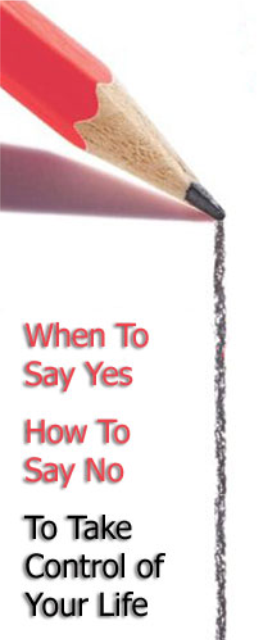 When To
Say Yes
How To
Say No
To Take
Control of
Your Life